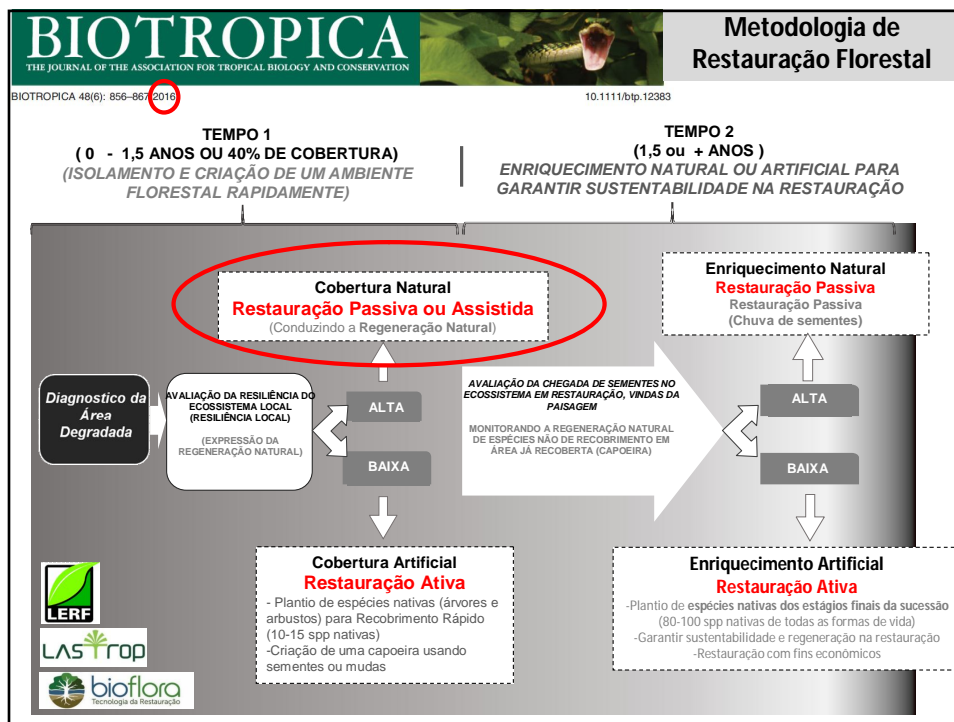 BIOTROPICA
THE JOURNAL OF THE ASSOCIATION FOR TROPICAL BIOLOGY AND CONSERVATION
Metodologia de
Restauração Florestal
BIOTROPICA 48(6): 856–867 2016
10.1111/btp.12383
TEMPO 1
( 0 - 1,5 ANOS OU 40% DE COBERTURA)
(ISOLAMENTO E CRIAÇÃO DE UM AMBIENTE
FLORESTAL RAPIDAMENTE)
TEMPO 2
(1,5 ou + ANOS )
ENRIQUECIMENTO NATURAL OU ARTIFICIAL PARA
GARANTIR SUSTENTABILIDADE NA RESTAURAÇÃO
Cobertura Natural
Restauração Passiva ou Assistida
(Conduzindo a Regeneração Natural)
Enriquecimento Natural
Restauração Passiva
Restauração Passiva
(Chuva de sementes)
Diagnostico da
Área
Degradada
AVALIAÇÃO DA RESILIÊNCIA DO
ECOSSISTEMA LOCAL
(RESILIÊNCIA LOCAL)
(EXPRESSÃO DA
REGENERAÇÃO NATURAL)
ALTA
BAIXA
AVALIAÇÃO DA CHEGADA DE SEMENTES NO
ECOSSISTEMA EM RESTAURAÇÃO, VINDAS DA
PAISAGEM
MONITORANDO A REGENERAÇÃO NATURAL
DE ESPÉCIES NÃO DE RECOBRIMENTO EM
ÁREA JÁ RECOBERTA (CAPOEIRA)
ALTA
BAIXA
Cobertura Artificial
Restauração Ativa
- Plantio de espécies nativas (árvores e
arbustos) para Recobrimento Rápido
(10-15 spp nativas)
-Criação de uma capoeira usando
sementes ou mudas
Enriquecimento Artificial
Restauração Ativa
-Plantio de espécies nativas dos estágios finais da sucessão
(80-100 spp nativas de todas as formas de vida)
-Garantir sustentabilidade e regeneração na restauração
-Restauração com fins econômicos
LERF
LASTrop
bioflora
Tecnologia da Restauração